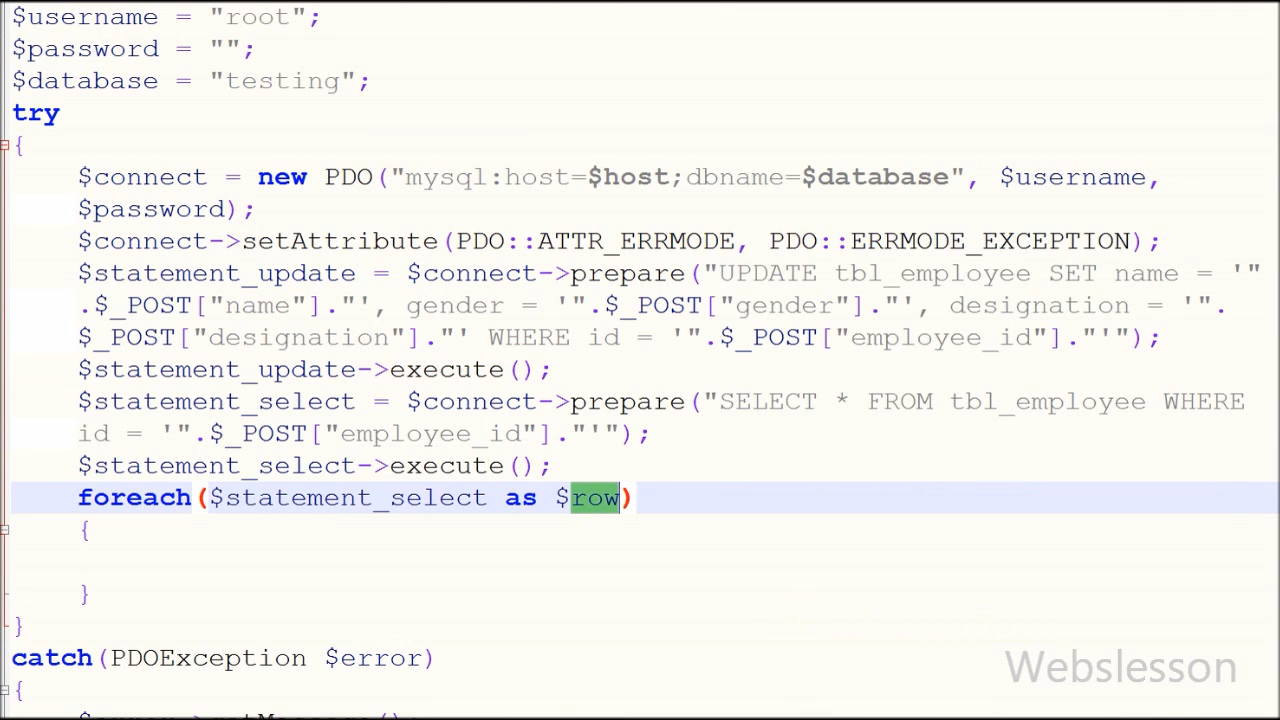 $username = "root";
$password = "";
$database = "testing";
try
{
$connect = new PDO("mysql:host=$host;dbname=$database", $username,
$password);
$connect->setAttribute(PDO::ATTR_ERRMODE, PDO::ERRMODE_EXCEPTION);
$statement_update = $connect->prepare("UPDATE tbl_employee SET name = '"
.$_POST["name"]."', gender = '".$_POST["gender"]."', designation = '".
$_POST["designation"]."' WHERE id = '".$_POST["employee_id"]."'");
$statement_update->execute();
$statement_select = $connect->prepare("SELECT * FROM tbl_employee WHERE
id = '".$_POST["employee_id"]."'");
$statement_select->execute();
foreach($statement_select as $row)
{
}
}
catch(PDOException $error)
{
Webslesson